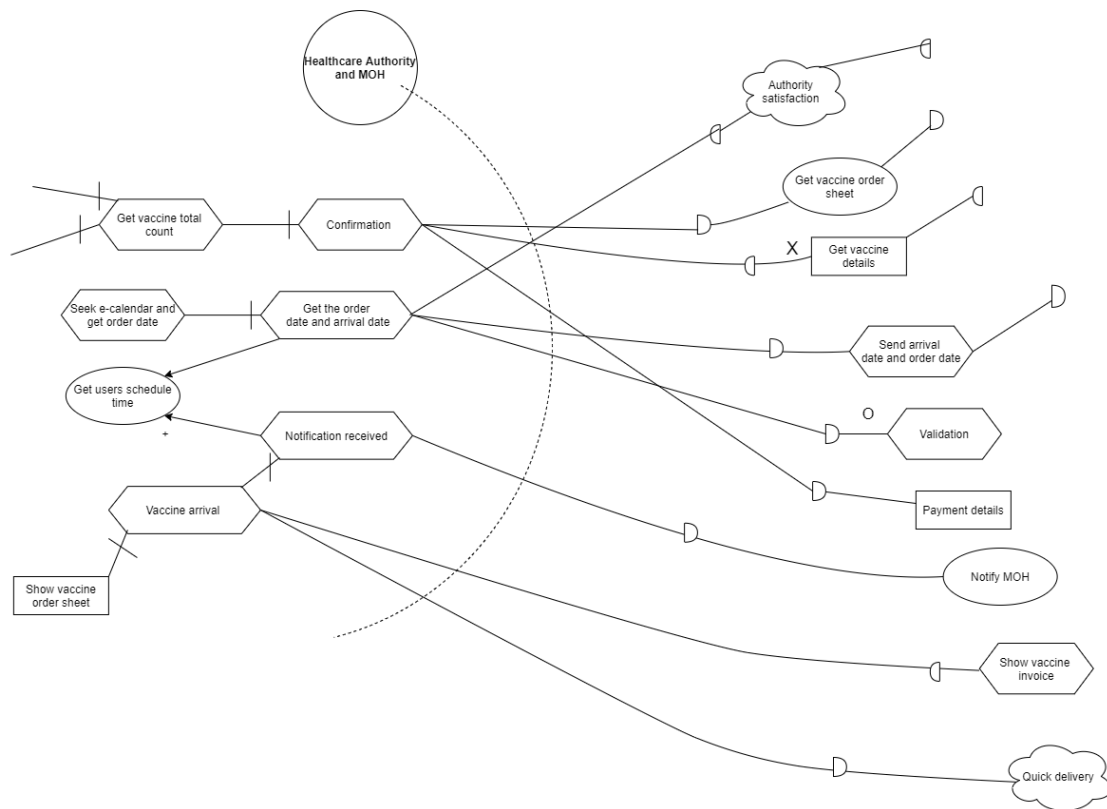 Healthcare Authority
and MOH
Authority
satisfaction
Get vaccine order
sheet
Get vaccine total
count
Confirmation
X
Get vaccine
details
Seek e-calendar and
get order date
Get the order
date and arrival date
Send arrival
date and order date
Get users schedule
time
O
+
Notification received
Validation
Vaccine arrival
Payment details
Notify MOH
Show vaccine
order sheet
Show vaccine
invoice
Quick delivery